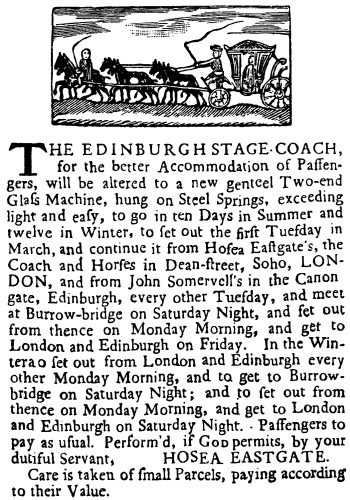 THE EDINBURGH STAGE-COACH,
for the better Accommodation of Paſſen-
gers, will be altered to a new genteel Two-end
Glaſs Machine, hung on Steel Springs, exceeding
light and eaſy, to go in ten Days in Summer and
twelve in Winter, to ſet out the firſt Tueſday in
March, and continue it from Hoſea Eaſtgate's, the
Coach and Horſes in Dean-ſtreet, Soho, LON-
DON, and from John Somervell's in the Canon
gate, Edinburgh, every other Tueſday, and meet
at Burrow-bridge on Saturday Night, and ſet out
from thence on Monday Morning, and get to
London and Edinburgh on Friday. In the Win-
terao ſet out from London and Edinburgh every
other Monday Morning, and to get to Burrow-
bridge on Saturday Night; and to ſet out from
thence on Monday Morning, and get to London
and Edinburgh on Saturday Night. . Paſſengers to
pay as uſual. Perform'd, if God permits, by your
dutiful Servant, HOSEA EASTGATE.
Care is taken of ſmall Parcels, paying according
to their Value.